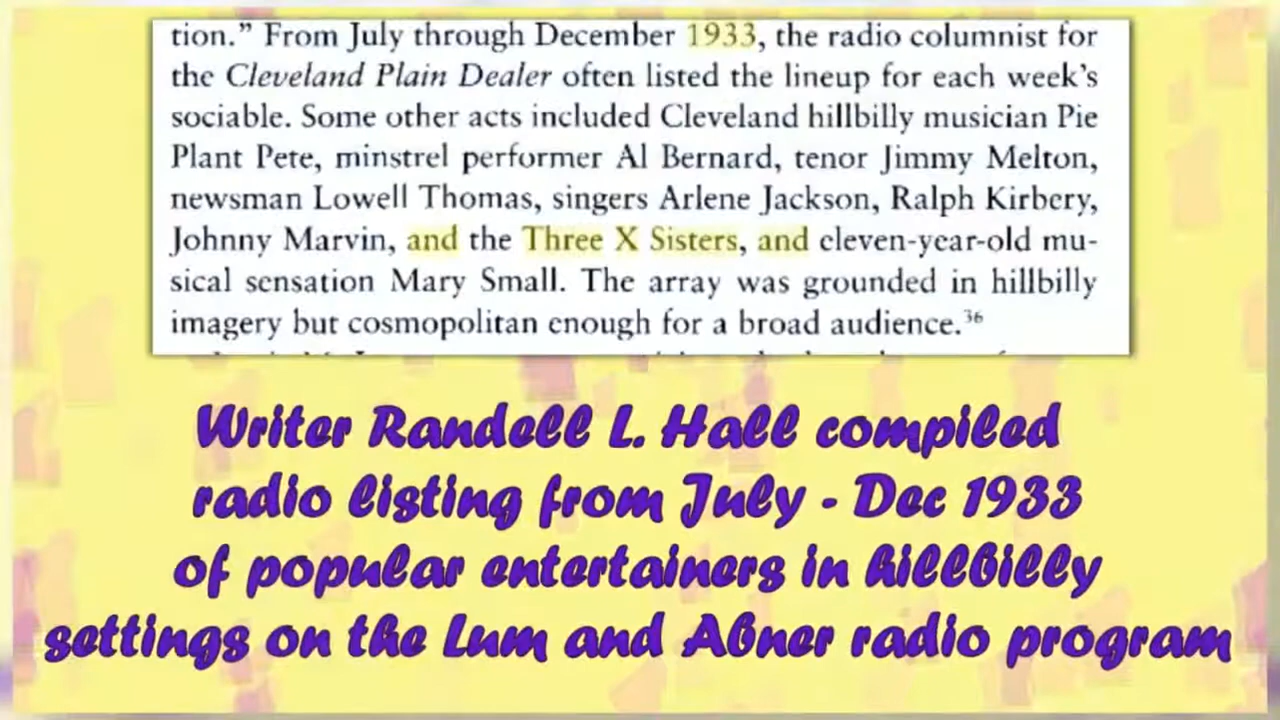 tion.” From July through December 1933, the radio columnist for
the Cleveland Plain Dealer often listed the lineup for each week’s
sociable. Some other acts included Cleveland hillbilly musician Pie
Plant Pete, minstrel performer Al Bernard, tenor Jimmy Melton,
newsman Lowell Thomas, singers Arlene Jackson, Ralph Kirbery,
Johnny Marvin, and the Three X Sisters, and eleven-year-old mu-
sical sensation Mary Small. The array was grounded in hillbilly
imagery but cosmopolitan enough for a broad audience.36
Writer Randell L. Hall compiled
radio listing from July - Dec 1933
of popular entertainers in hillbilly
settings on the Lum and Abner radio program